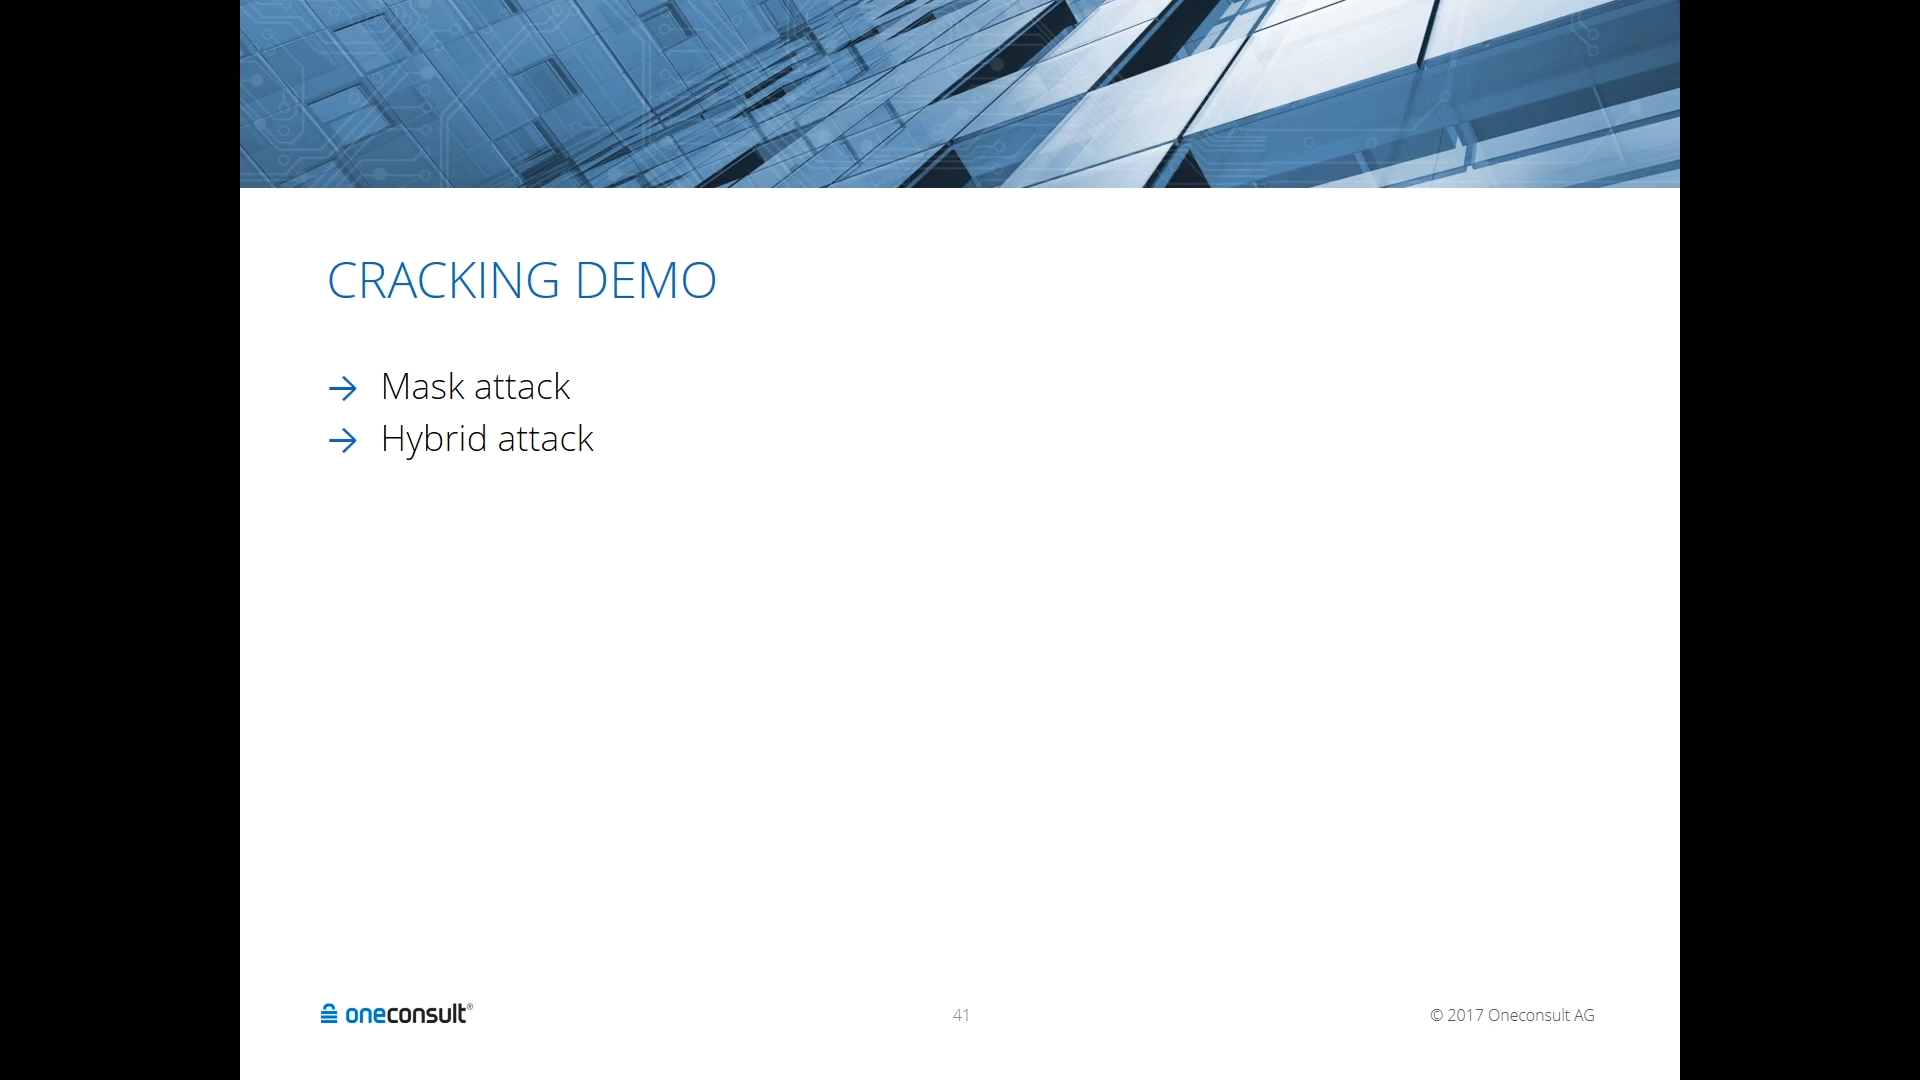 CRACKING DEMO
→ Mask attack
→ Hybrid attack
oneconsult®
41
© 2017 Oneconsult AG